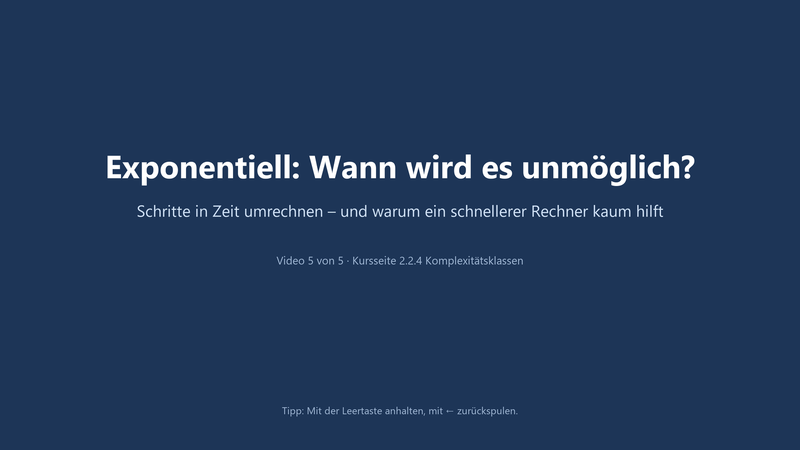 Exponentiell: Wann wird es unmöglich?
Schritte in Zeit umrechnen – und warum ein schnellerer Rechner kaum hilft
Video 5 von 5 · Kursseite 2.2.4 Komplexitätsklassen
Tipp: Mit der Leertaste anhalten, mit ← zurückspulen.